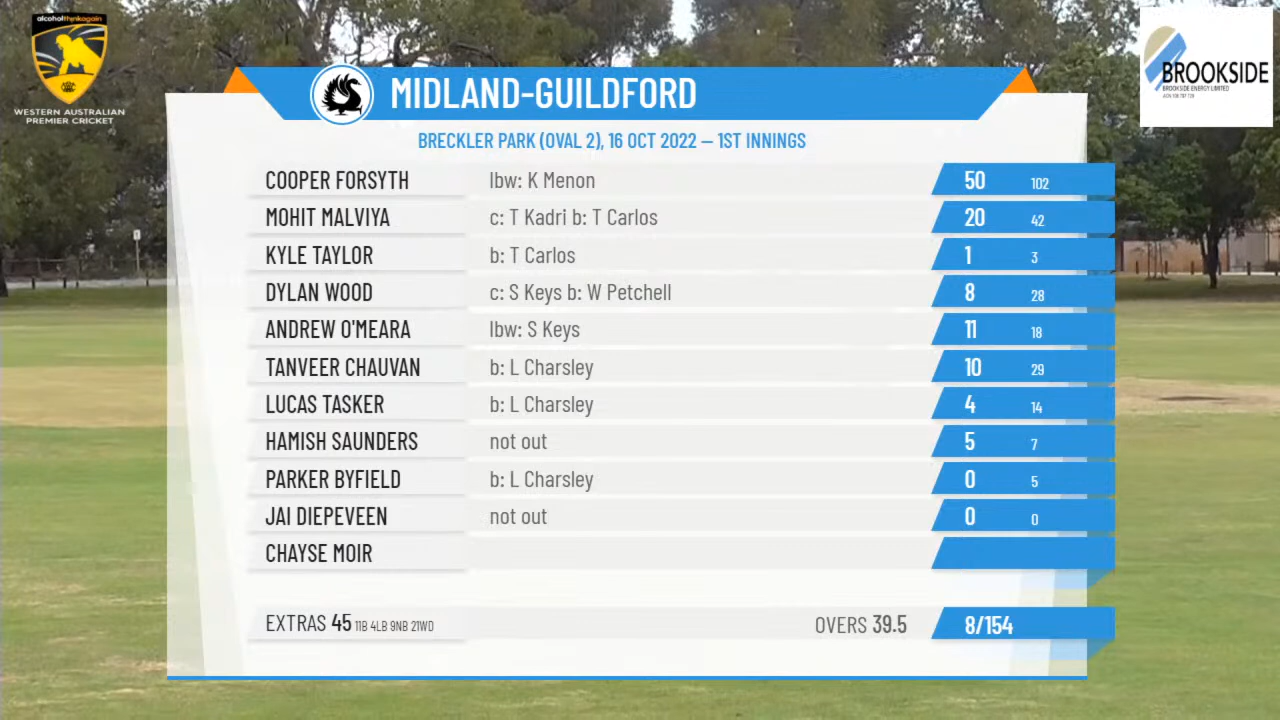 alcoholthinkagain
WESTERN AUSTRALIAN
PREMIER CRICKET
BROOKSIDE
BROOKSIDE ENERGY LIMITED
MIDLAND-GUILDFORD
BRECKLER PARK (OVAL 2), 16 OCT 2022 – 1ST INNINGS
COOPER FORSYTH lbw: K Menon 50 102
MOHIT MALVIYA c: T Kadri b: T Carlos 20 42
KYLE TAYLOR b: T Carlos 1 3
DYLAN WOOD c: S Keys b: W Petchell 8 28
ANDREW O'MEARA lbw: S Keys 11 18
TANVEER CHAUVAN b: L Charsley 10 29
LUCAS TASKER b: L Charsley 4 14
HAMISH SAUNDERS not out 5 7
PARKER BYFIELD b: L Charsley 0 5
JAI DIEPEVEEN not out 0 0
CHAYSE MOIR
EXTRAS 45 11B 4LB 9NB 21WD OVERS 39.5 8/154